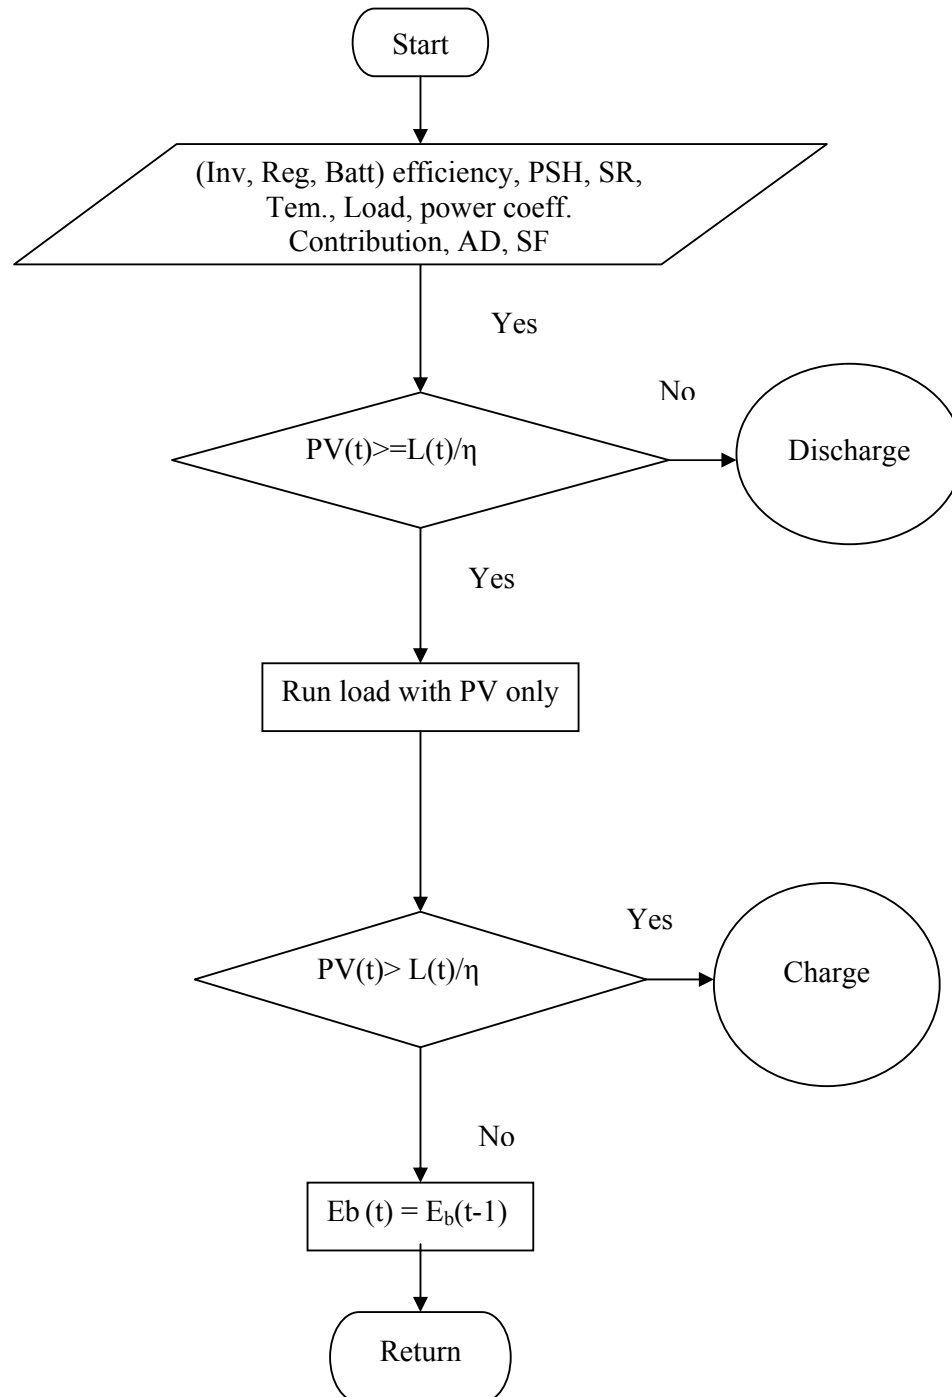 Start
(Inv, Reg, Batt) efficiency, PSH, SR,
Tem., Load, power coeff.
Contribution, AD, SF
Yes
No
PV(t)>=L(t)/η
Discharge
Yes
Run load with PV only
Yes
PV(t)> L(t)/η
Charge
No
Eb (t) = E_b(t-1)
Return